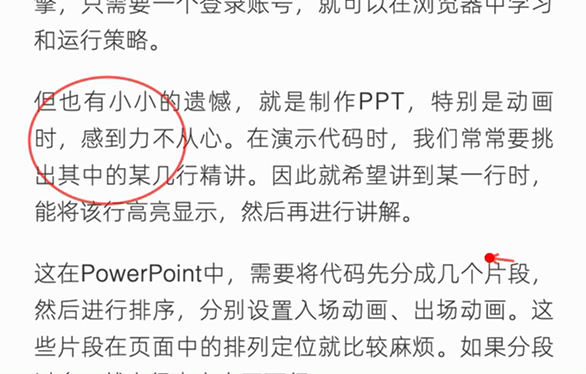 擎，只需要一个登录账号，就可以在浏览器中学习
和运行策略。
但也有小小的遗憾，就是制作PPT，特别是动画
时，感到力不从心。在演示代码时，我们常常要挑
出其中的某几行精讲。因此就希望讲到某一行时，
能将该行高亮显示，然后再进行讲解。
这在PowerPoint中，需要将代码先分成几个片段，
然后进行排序，分别设置入场动画、出场动画。这
些片段在页面中的排列定位就比较麻烦。如果分段